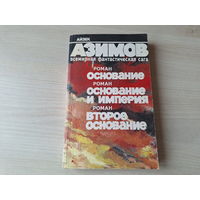 АЙЗЕК
АЗИМОВ
всемирная фантастическая сага
РОМАН
ОСНОВАНИЕ
РОМАН
ОСНОВАНИЕ
И ИМПЕРИЯ
РОМАН
ВТОРОЕ
ОСНОВАНИЕ